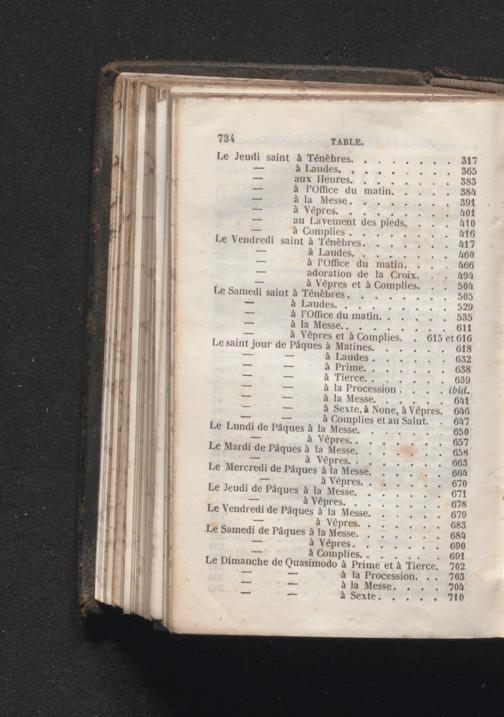 734
TABLE.
Le Jeudi saint à Ténèbres. . . . . . . . 317
— à Laudes. . . . . . . . 365
— aux Heures. . . . . . . . 383
— à l'Office du matin. . . . . 384
— à la Messe. . . . . . . . 391
— à Vêpres. . . . . . . . 401
— au Lavement des pieds. . . . 410
— à Complies . . . . . . . 416
Le Vendredi saint à Ténèbres. . . . . . . 417
— à Laudes. . . . . . . 460
— à l'Office du matin. . . . 466
— adoration de la Croix. . . 494
— à Vêpres et à Complies. . . 504
Le Samedi saint à Ténèbres. . . . . . . . 505
— à Laudes. . . . . . . . 529
— à l'Office du matin. . . . . 535
— à la Messe. . . . . . . . 611
— à Vêpres et à Complies. 615 et 616
Le saint jour de Pâques à Matines. . . . . . 618
— — à Laudes . . . . . . 632
— — à Prime. . . . . . . 638
— — à Tierce. . . . . . . 639
— — à la Procession . . . . ibid.
— — à la Messe. . . . . . 641
— — à Sexte, à None, à Vêpres. 646
— — à Complies et au Salut. . 647
Le Lundi de Pâques à la Messe. . . . . . . 650
— à Vêpres. . . . . . . . 657
Le Mardi de Pâques à la Messe. . . . . . . 658
— à Vêpres. . . . . . . . 663
Le Mercredi de Pâques à la Messe. . . . . . 664
— à Vêpres. . . . . . . 670
Le Jeudi de Pâques à la Messe. . . . . . . 671
— à Vêpres. . . . . . . . 678
Le Vendredi de Pâques à la Messe. . . . . . 679
— à Vêpres. . . . . . . 683
Le Samedi de Pâques à la Messe. . . . . . . 684
— à Vêpres. . . . . . . . 690
— à Complies. . . . . . . 691
Le Dimanche de Quasimodo à Prime et à Tierce. 702
— — à la Procession. . . 703
— — à la Messe. . . . . 704
— — à Sexte. . . . . . 710